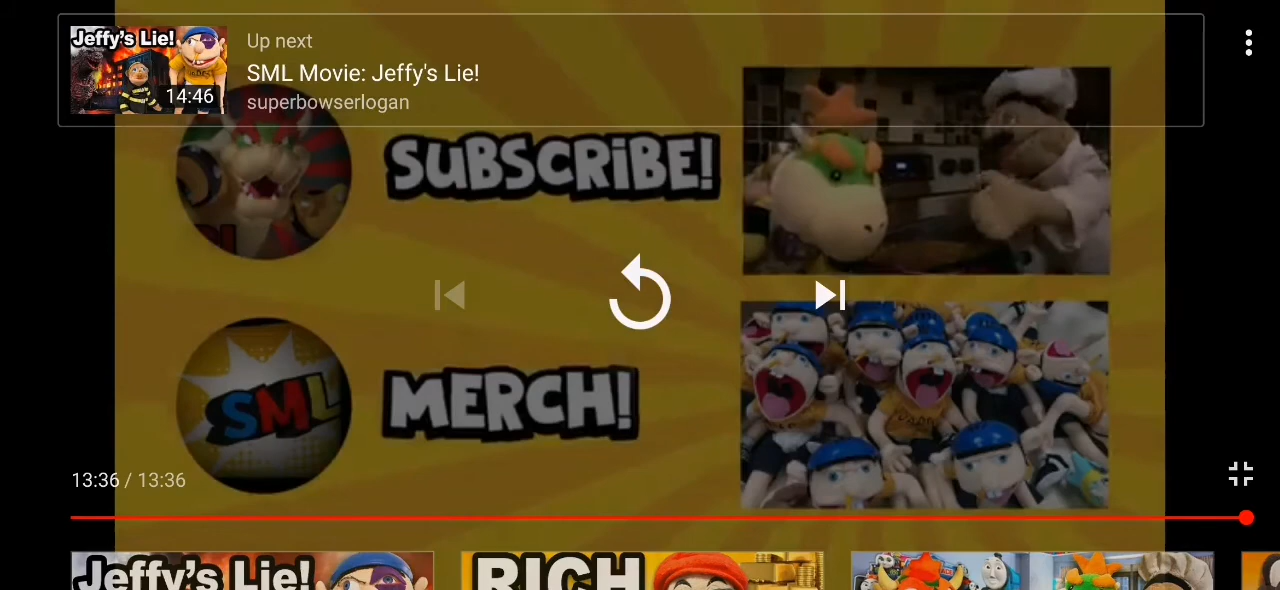 Jeffy's Lie!
14:46
Up next
SML Movie: Jeffy's Lie!
superbowserlogan
SUBSCRiBE!
SML
MERCH!
13:36 / 13:36
Jeffy's Lie!
RICH